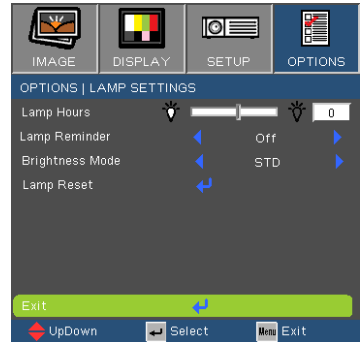 IMAGE DISPLAY SETUP OPTIONS
OPTIONS | LAMP SETTINGS
Lamp Hours 0
Lamp Reminder Off
Brightness Mode STD
Lamp Reset
Exit
UpDown Select Menu Exit